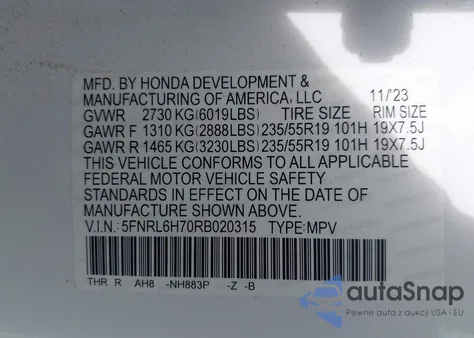 MFD. BY HONDA DEVELOPMENT &
MANUFACTURING OF AMERICA, LLC 11/'23
GVWR 2730 KG(6019LBS) TIRE SIZE RIM SIZE
GAWR F 1310 KG(2888LBS) 235/55R19 101H 19X7.5J
GAWR R 1465 KG(3230LBS) 235/55R19 101H 19X7.5J
THIS VEHICLE CONFORMS TO ALL APPLICABLE
FEDERAL MOTOR VEHICLE SAFETY
STANDARDS IN EFFECT ON THE DATE OF
MANUFACTURE SHOWN ABOVE.
V.I.N.: 5FNRL6H70RB020315 TYPE: MPV
THR R AH8 -NH883P -Z -B
autoSnap
Pewne auta z aukcji USA i EU